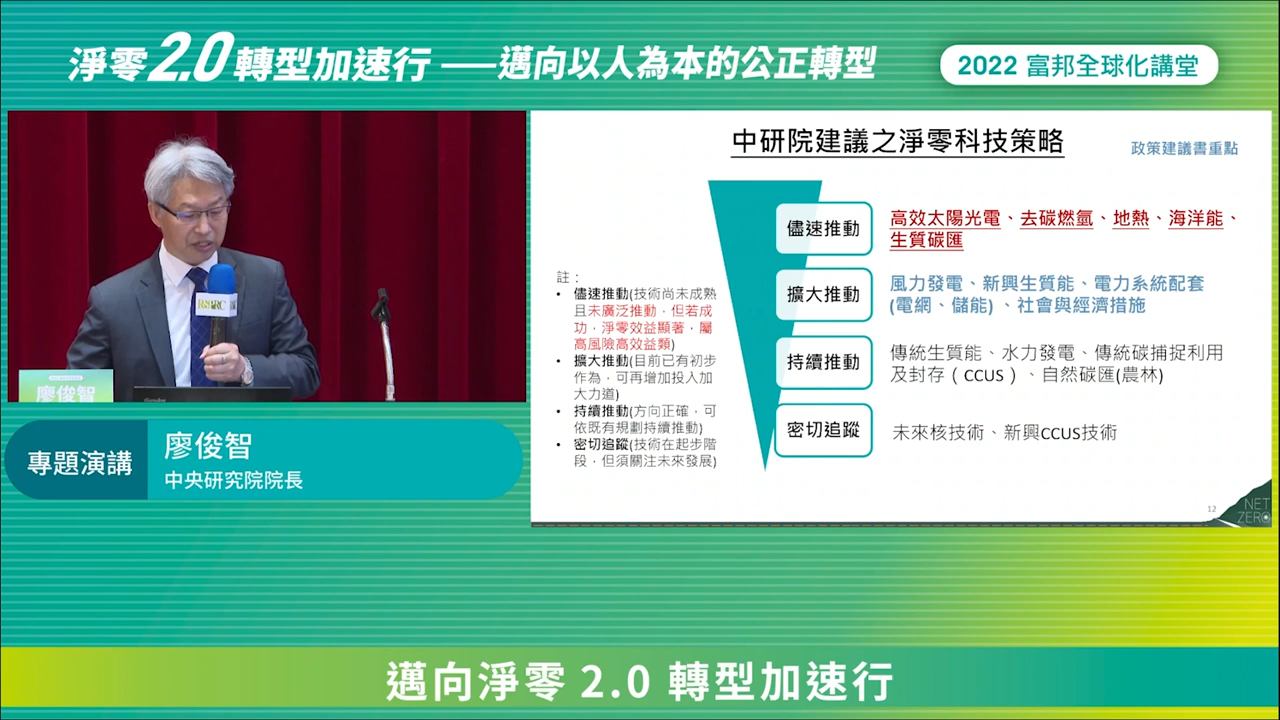 淨零2.0轉型加速行——邁向以人為本的公正轉型
2022 富邦全球化講堂
中研院建議之淨零科技策略
政策建議書重點
儘速推動
高效太陽光電、去碳燃氫、地熱、海洋能、
生質碳匯
擴大推動
風力發電、新興生質能、電力系統配套
(電網、儲能) 、社會與經濟措施
持續推動
傳統生質能、水力發電、傳統碳捕捉利用
及封存（CCUS）、自然碳匯(農林)
密切追蹤
未來核技術、新興CCUS技術
註：
• 儘速推動(技術尚未成熟
且未廣泛推動，但若成
功，淨零效益顯著，屬
高風險高效益類)
• 擴大推動(目前已有初步
作為，可再增加投入加
大力道)
• 持續推動(方向正確，可
依既有規劃持續推動)
• 密切追蹤(技術在起步階
段，但須關注未來發展)
12
NET
ZERO
廖俊智
專題演講
廖俊智
中央研究院院長
邁向淨零 2.0 轉型加速行